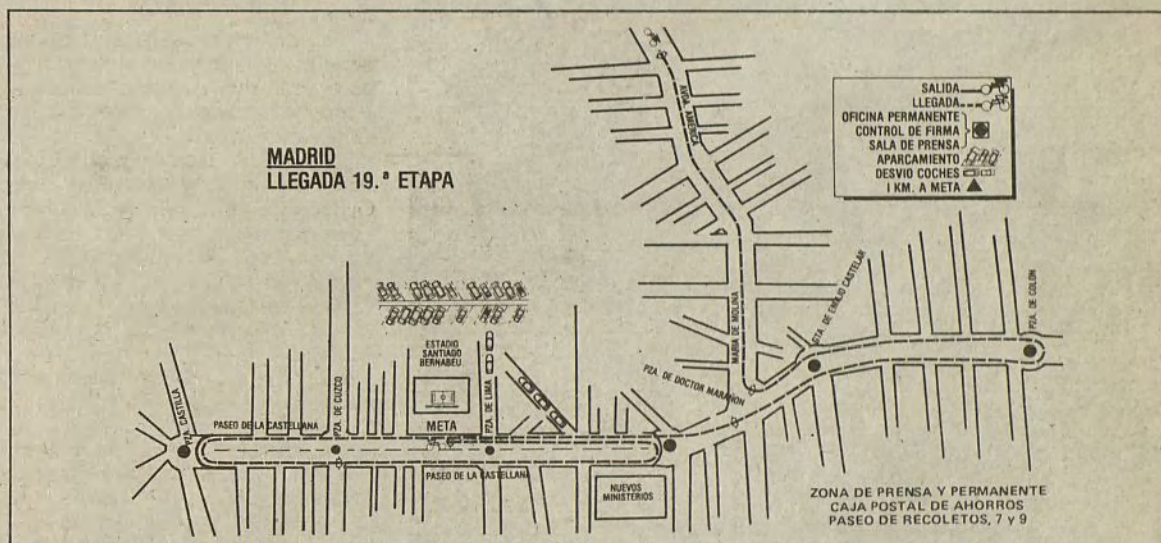 MADRID
LLEGADA 19.ª ETAPA
SALIDA
LLEGADA
OFICINA PERMANENTE
CONTROL DE FIRMA
SALA DE PRENSA
APARCAMIENTO
DESVIO COCHES
1 KM. A META
AVDA. AMERICA
MARIA DE MOLINA
GTA. DE EMILIO CASTELAR
PZA. DE COLON
PZA. DE DOCTOR MARAÑON
ESTADIO
SANTIAGO
BERNABEU
META
PZA. DE LIMA
PZA. DE CUZCO
PZA. CASTILLA
PASEO DE LA CASTELLANA
PASEO DE LA CASTELLANA
NUEVOS
MINISTERIOS
ZONA DE PRENSA Y PERMANENTE
CAJA POSTAL DE AHORROS
PASEO DE RECOLETOS, 7 y 9